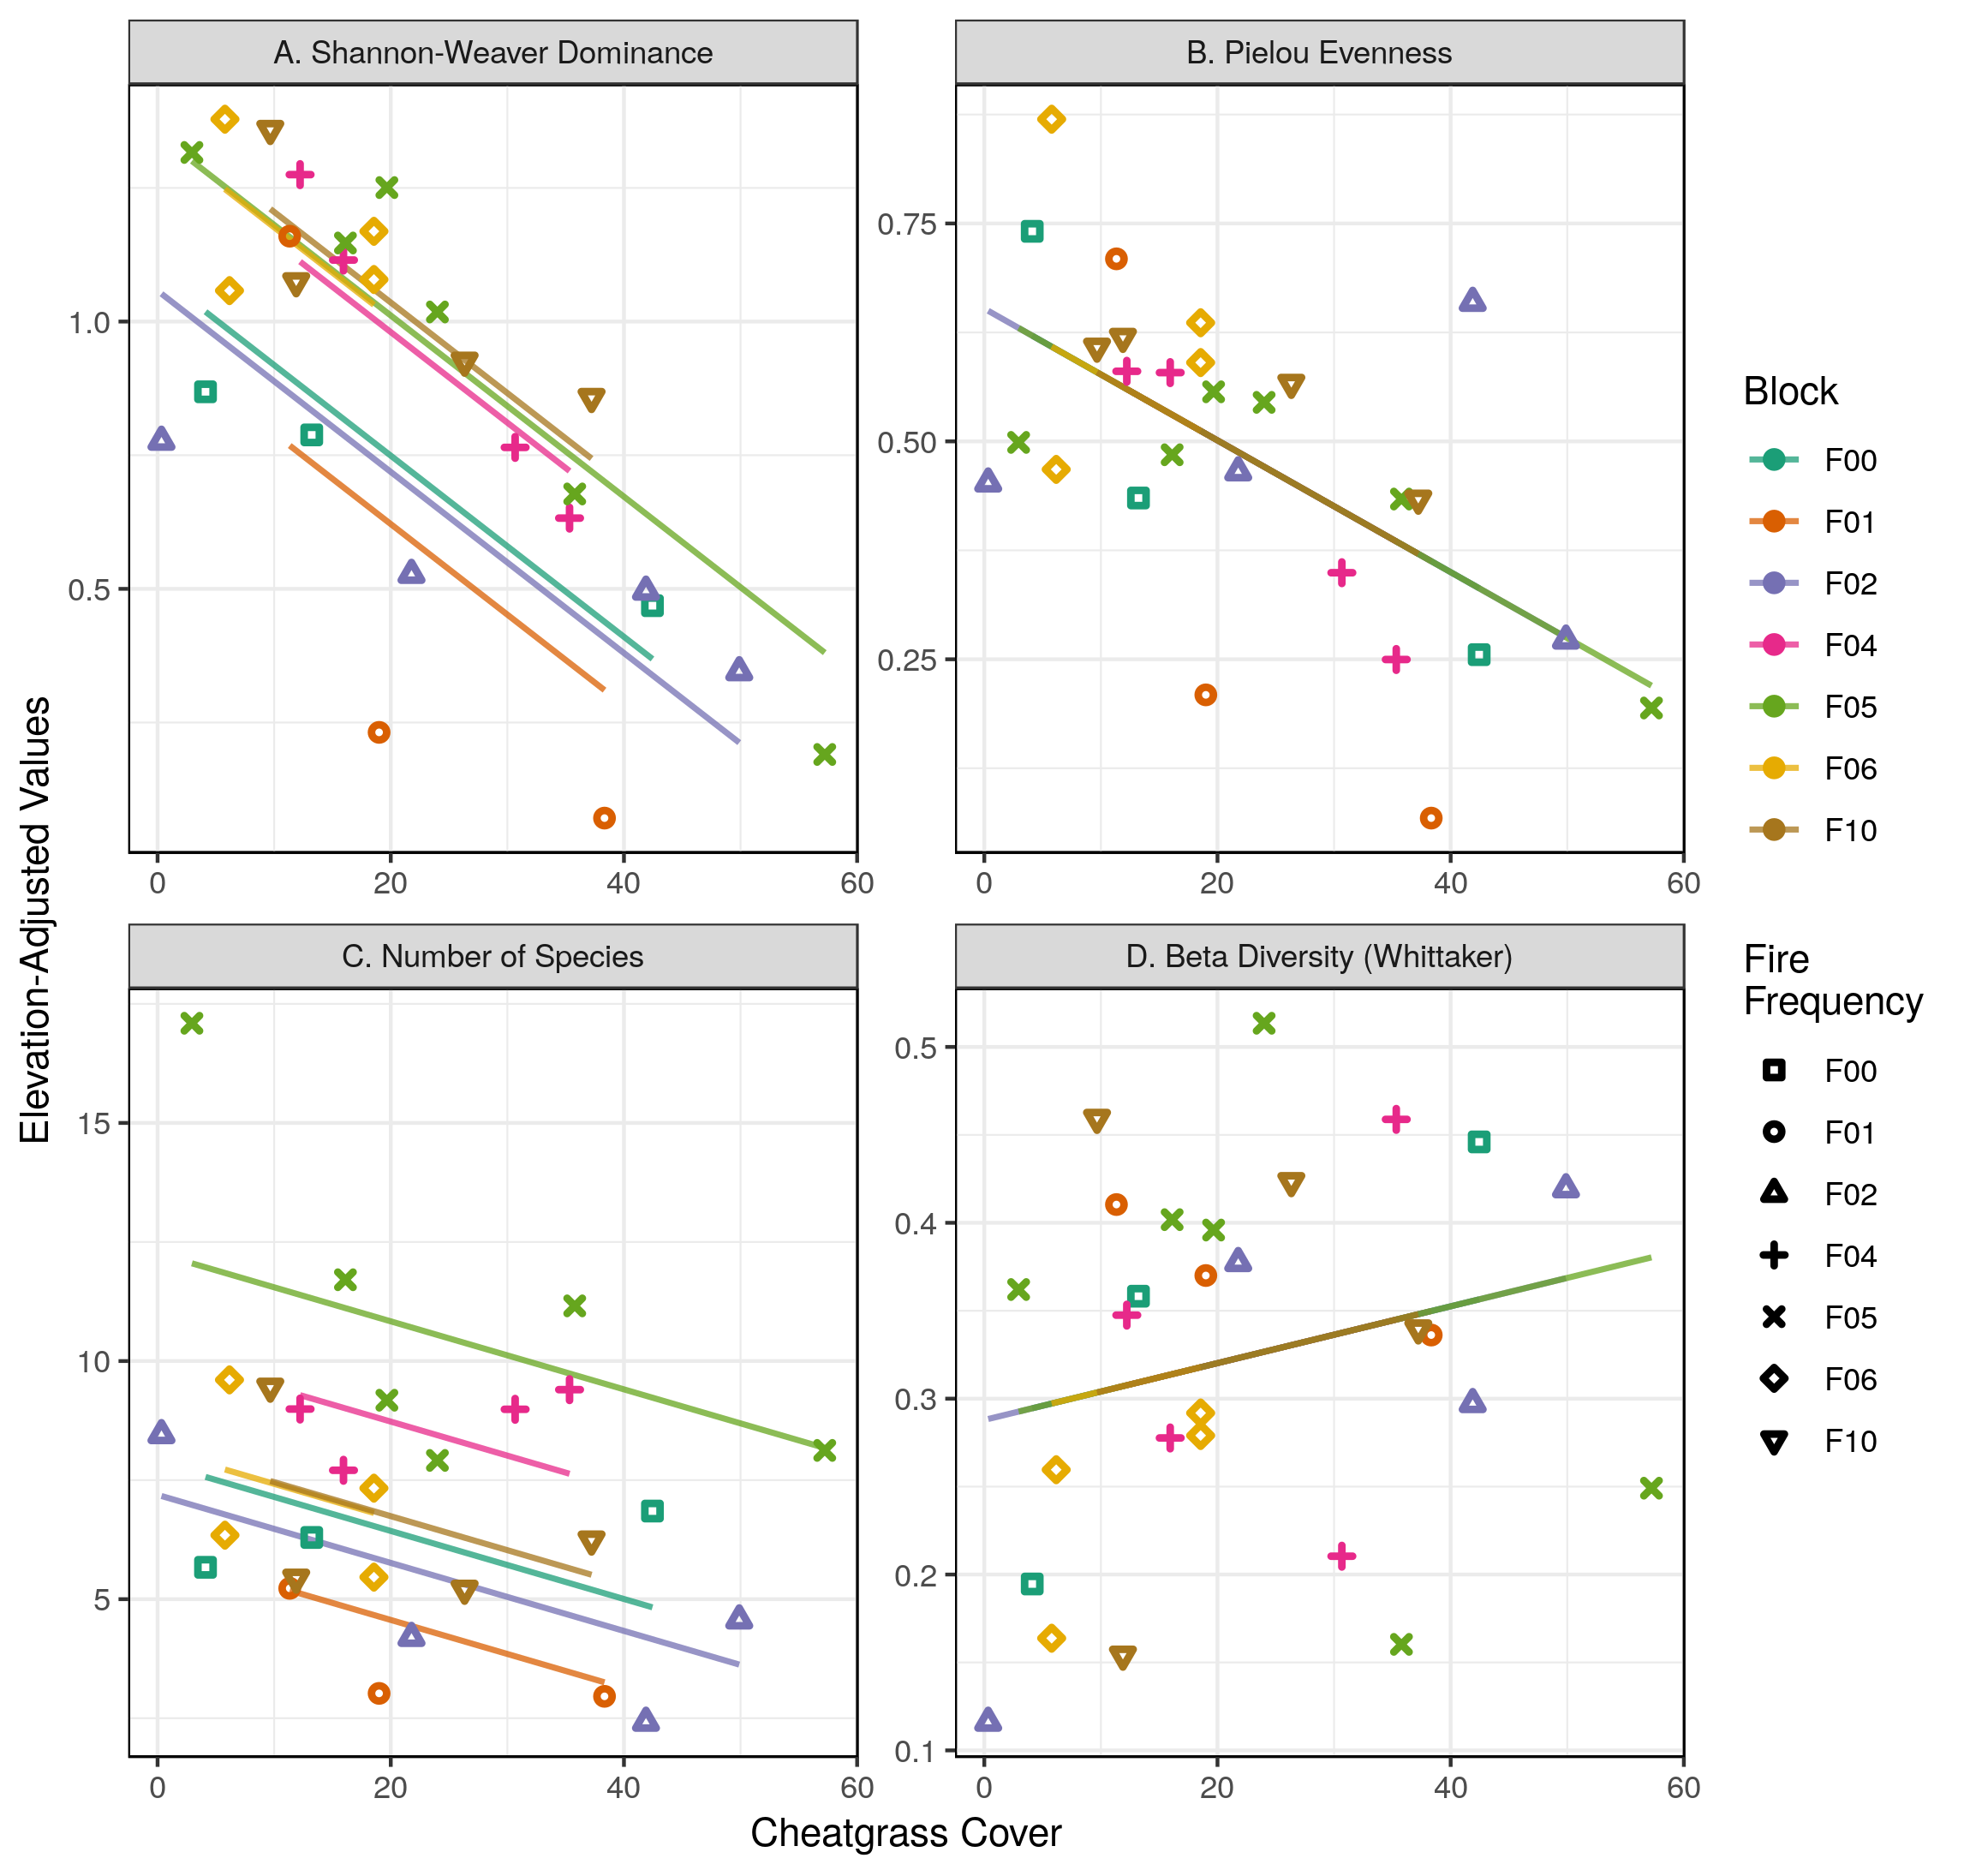 A. Shannon-Weaver Dominance
B. Pielou Evenness
1.0
0.5
0.75
0.50
0.25
0
20
40
60
0
20
40
60
C. Number of Species
D. Beta Diversity (Whittaker)
15
10
5
0.5
0.4
0.3
0.2
0.1
0
20
40
60
0
20
40
60
Elevation-Adjusted Values
Cheatgrass Cover
Block
F00
F01
F02
F04
F05
F06
F10
Fire
Frequency
F00
F01
F02
F04
F05
F06
F10